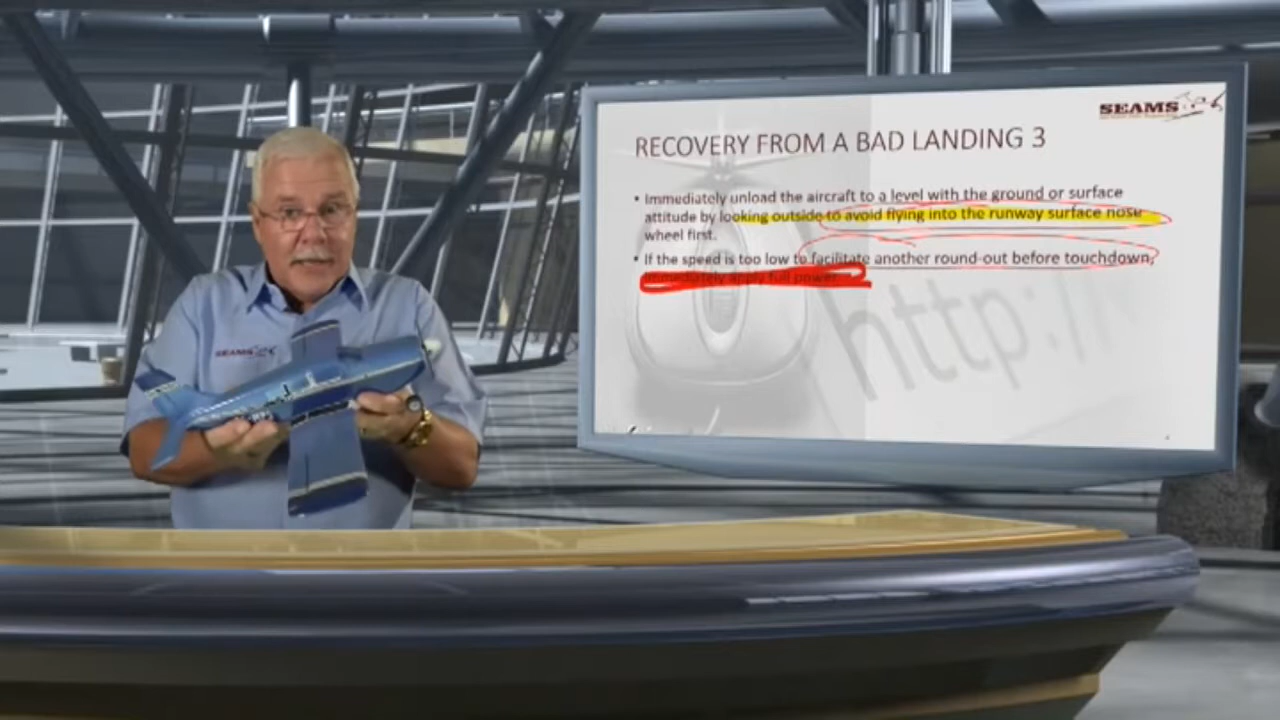 SEAMS
RECOVERY FROM A BAD LANDING 3
• Immediately unload the aircraft to a level with the ground or surface
attitude by looking outside to avoid flying into the runway surface nose
wheel first.
• If the speed is too low to facilitate another round-out before touchdown,
immediately apply full power.
http://
SEAMS